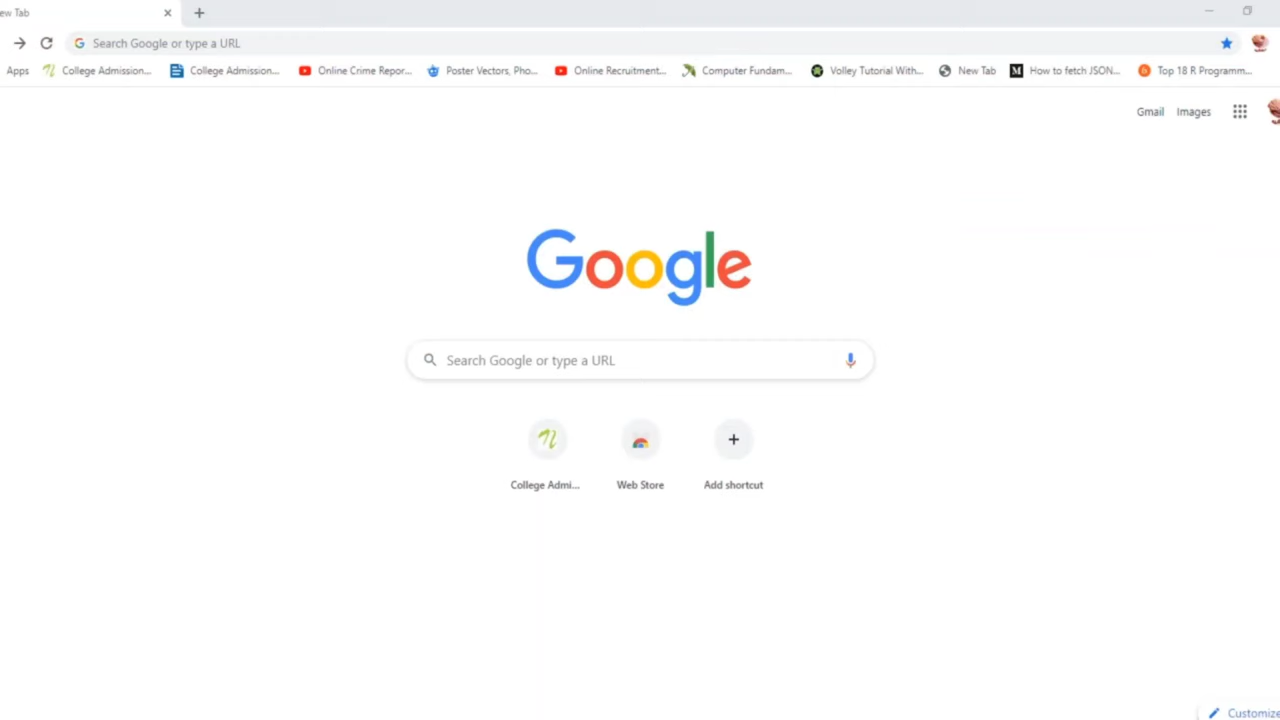 ew Tab
Search Google or type a URL
Apps College Admission... College Admission... Online Crime Repor... Poster Vectors, Pho... Online Recruitment... Computer Fundam... Volley Tutorial With... New Tab How to fetch JSON... Top 18 R Programm...
Gmail Images
Google
Search Google or type a URL
College Admi... Web Store Add shortcut
Customize